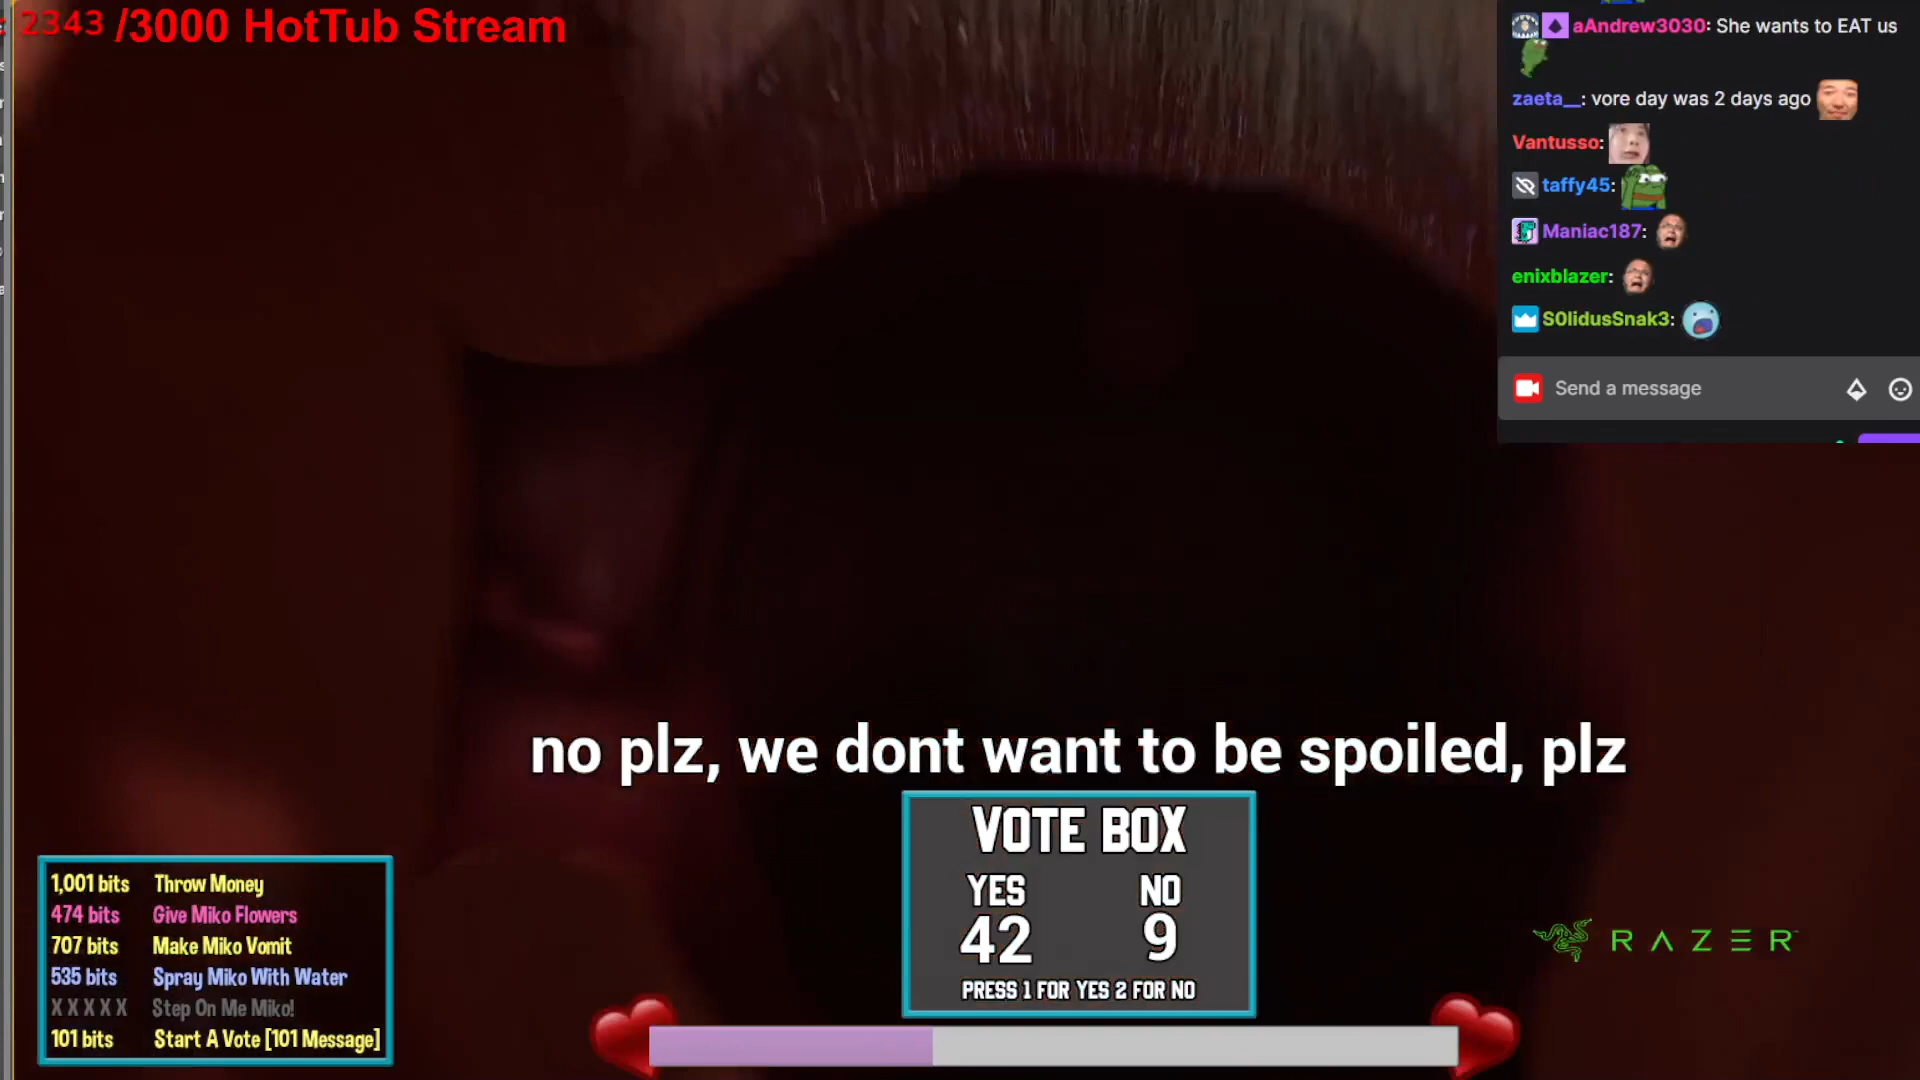 2343 /3000 HotTub Stream
aAndrew3030: She wants to EAT us
zaeta__: vore day was 2 days ago
Vantusso:
taffy45:
Maniac187:
enixblazer:
S0lidusSnak3:
Send a message
no plz, we dont want to be spoiled, plz
VOTE BOX
YES NO
42 9
PRESS 1 FOR YES 2 FOR NO
1,001 bits Throw Money
474 bits Give Miko Flowers
707 bits Make Miko Vomit
535 bits Spray Miko With Water
X X X X X Step On Me Miko!
101 bits Start A Vote [101 Message]
RAZER